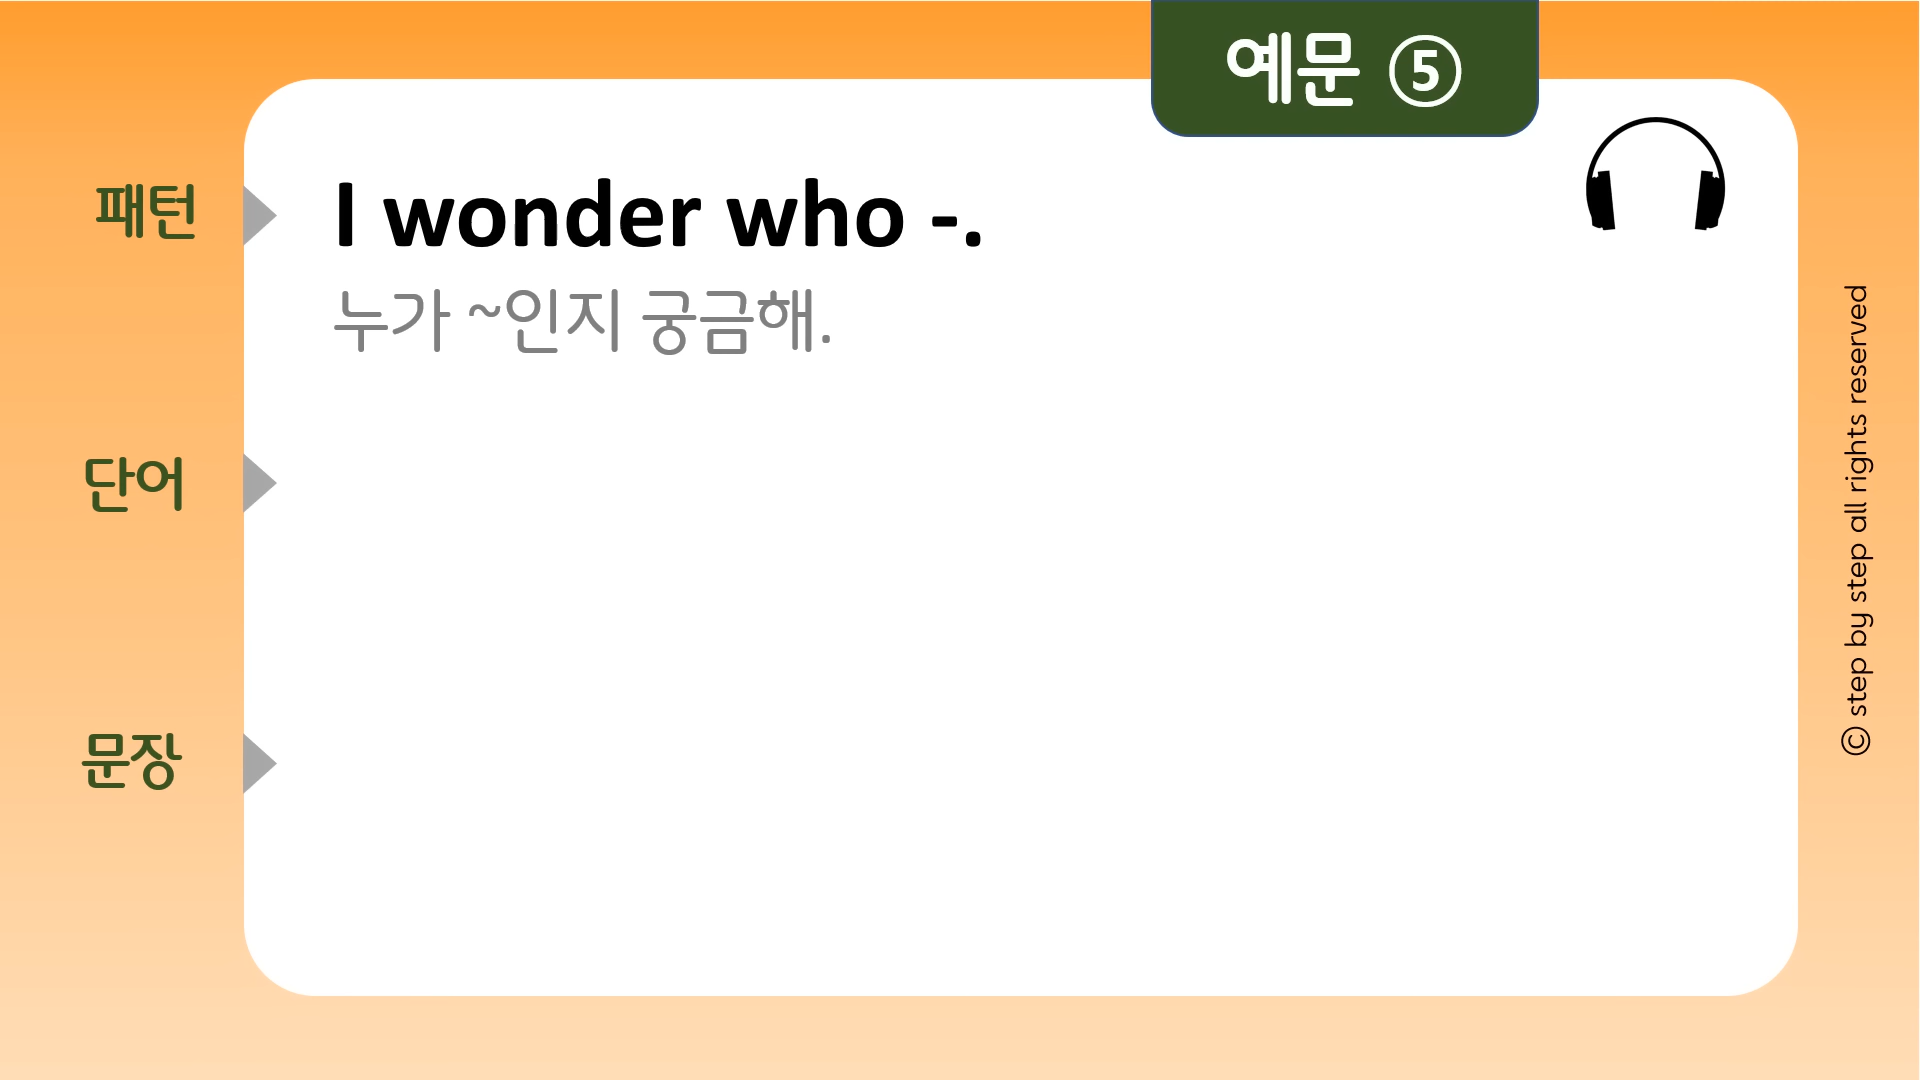 예문 ⑤
패턴
I wonder who -.
누가 ~인지 궁금해.
단어
문장
© step by step all rights reserved